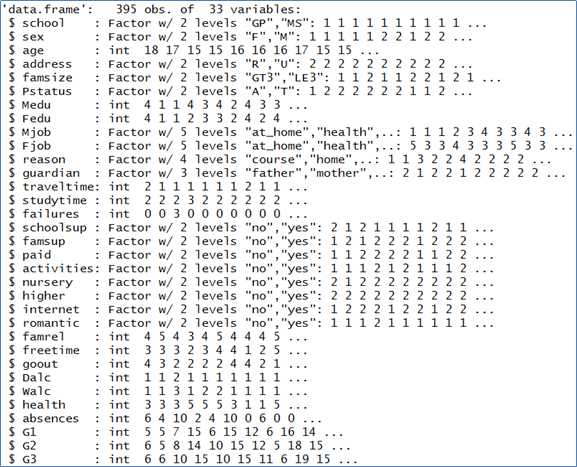 'data.frame':   395 obs. of  33 variables:
 $ school    : Factor w/ 2 levels "GP","MS": 1 1 1 1 1 1 1 1 1 1 ...
 $ sex       : Factor w/ 2 levels "F","M": 1 1 1 1 1 2 2 1 2 2 ...
 $ age       : int  18 17 15 15 16 16 16 17 15 15 ...
 $ address   : Factor w/ 2 levels "R","U": 2 2 2 2 2 2 2 2 2 2 ...
 $ famsize   : Factor w/ 2 levels "GT3","LE3": 1 1 2 1 1 2 2 1 2 1 ...
 $ Pstatus   : Factor w/ 2 levels "A","T": 1 2 2 2 2 2 2 1 1 2 ...
 $ Medu      : int  4 1 1 4 3 4 2 4 3 3 ...
 $ Fedu      : int  4 1 1 2 3 3 2 4 2 4 ...
 $ Mjob      : Factor w/ 5 levels "at_home","health",..: 1 1 1 2 3 4 3 3 4 3 ...
 $ Fjob      : Factor w/ 5 levels "at_home","health",..: 5 3 3 4 3 3 3 5 3 3 ...
 $ reason    : Factor w/ 4 levels "course","home",..: 1 1 3 2 2 4 2 2 2 2 ...
 $ guardian  : Factor w/ 3 levels "father","mother",..: 2 1 2 2 1 2 2 2 2 2 ...
 $ traveltime: int  2 1 1 1 1 1 1 2 1 1 ...
 $ studytime : int  2 2 2 3 2 2 2 2 2 2 ...
 $ failures  : int  0 0 3 0 0 0 0 0 0 0 ...
 $ schoolsup : Factor w/ 2 levels "no","yes": 2 1 2 1 1 1 1 2 1 1 ...
 $ famsup    : Factor w/ 2 levels "no","yes": 1 2 1 2 2 2 1 2 2 2 ...
 $ paid      : Factor w/ 2 levels "no","yes": 1 1 2 2 2 2 1 1 2 2 ...
 $ activities: Factor w/ 2 levels "no","yes": 1 1 1 2 1 2 1 1 1 2 ...
 $ nursery   : Factor w/ 2 levels "no","yes": 2 1 2 2 2 2 2 2 2 2 ...
 $ higher    : Factor w/ 2 levels "no","yes": 2 2 2 2 2 2 2 2 2 2 ...
 $ internet  : Factor w/ 2 levels "no","yes": 1 2 2 2 1 2 2 1 2 2 ...
 $ romantic  : Factor w/ 2 levels "no","yes": 1 1 1 2 1 1 1 1 1 1 ...
 $ famrel    : int  4 5 4 3 4 5 4 4 4 5 ...
 $ freetime  : int  3 3 3 2 3 4 4 1 2 5 ...
 $ goout     : int  4 3 2 2 2 2 4 4 2 1 ...
 $ Dalc      : int  1 1 2 1 1 1 1 1 1 1 ...
 $ Walc      : int  1 1 3 1 2 2 1 1 1 1 ...
 $ health    : int  3 3 3 5 5 5 3 1 1 5 ...
 $ absences  : int  6 4 10 2 4 10 0 6 0 0 ...
 $ G1        : int  5 5 7 15 6 15 12 6 16 14 ...
 $ G2        : int  6 5 8 14 10 15 12 5 18 15 ...
 $ G3        : int  6 6 10 15 10 15 11 6 19 15 ...